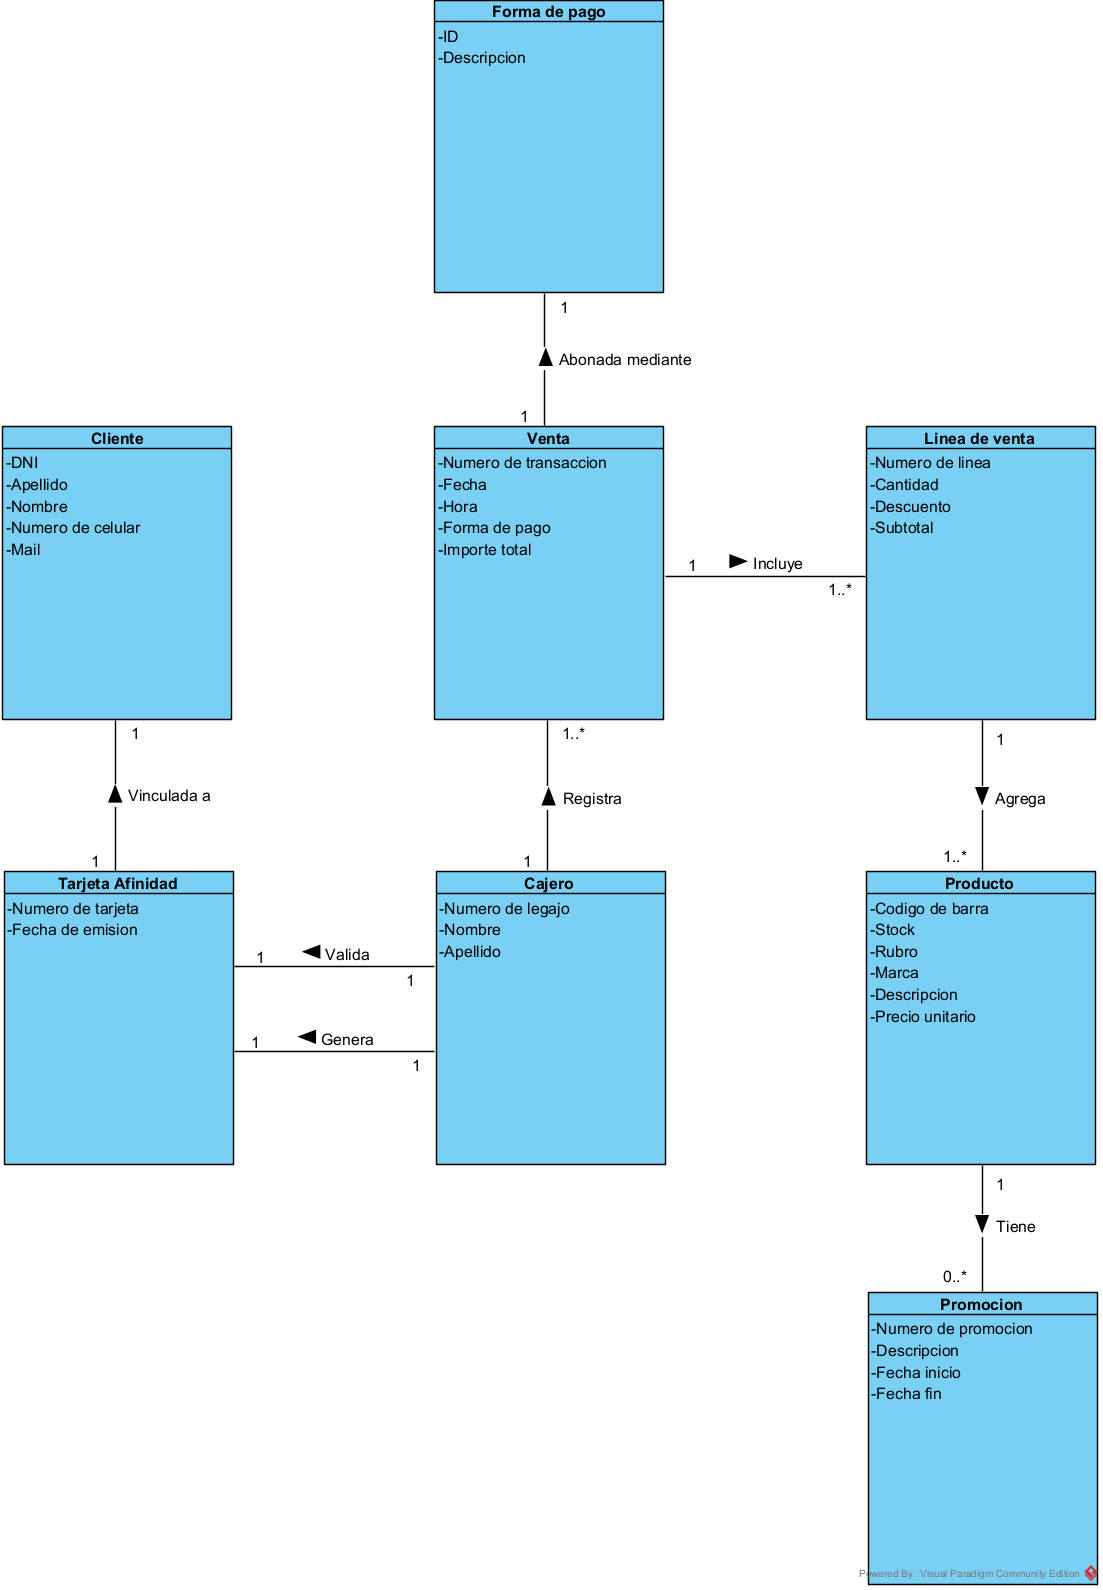 Forma de pago
-ID
-Descripcion
1
Abonada mediante
1
Cliente
-DNI
-Apellido
-Nombre
-Numero de celular
-Mail
Venta
-Numero de transaccion
-Fecha
-Hora
-Forma de pago
-Importe total
1
Incluye
1..*
Linea de venta
-Numero de linea
-Cantidad
-Descuento
-Subtotal
1
Vinculada a
1
1..*
Registra
1
1
Agrega
1..*
Tarjeta Afinidad
-Numero de tarjeta
-Fecha de emision
1
Valida
1
1
Genera
1
Cajero
-Numero de legajo
-Nombre
-Apellido
Producto
-Codigo de barra
-Stock
-Rubro
-Marca
-Descripcion
-Precio unitario
1
Tiene
0..*
Promocion
-Numero de promocion
-Descripcion
-Fecha inicio
-Fecha fin
Powered By Visual Paradigm Community Edition